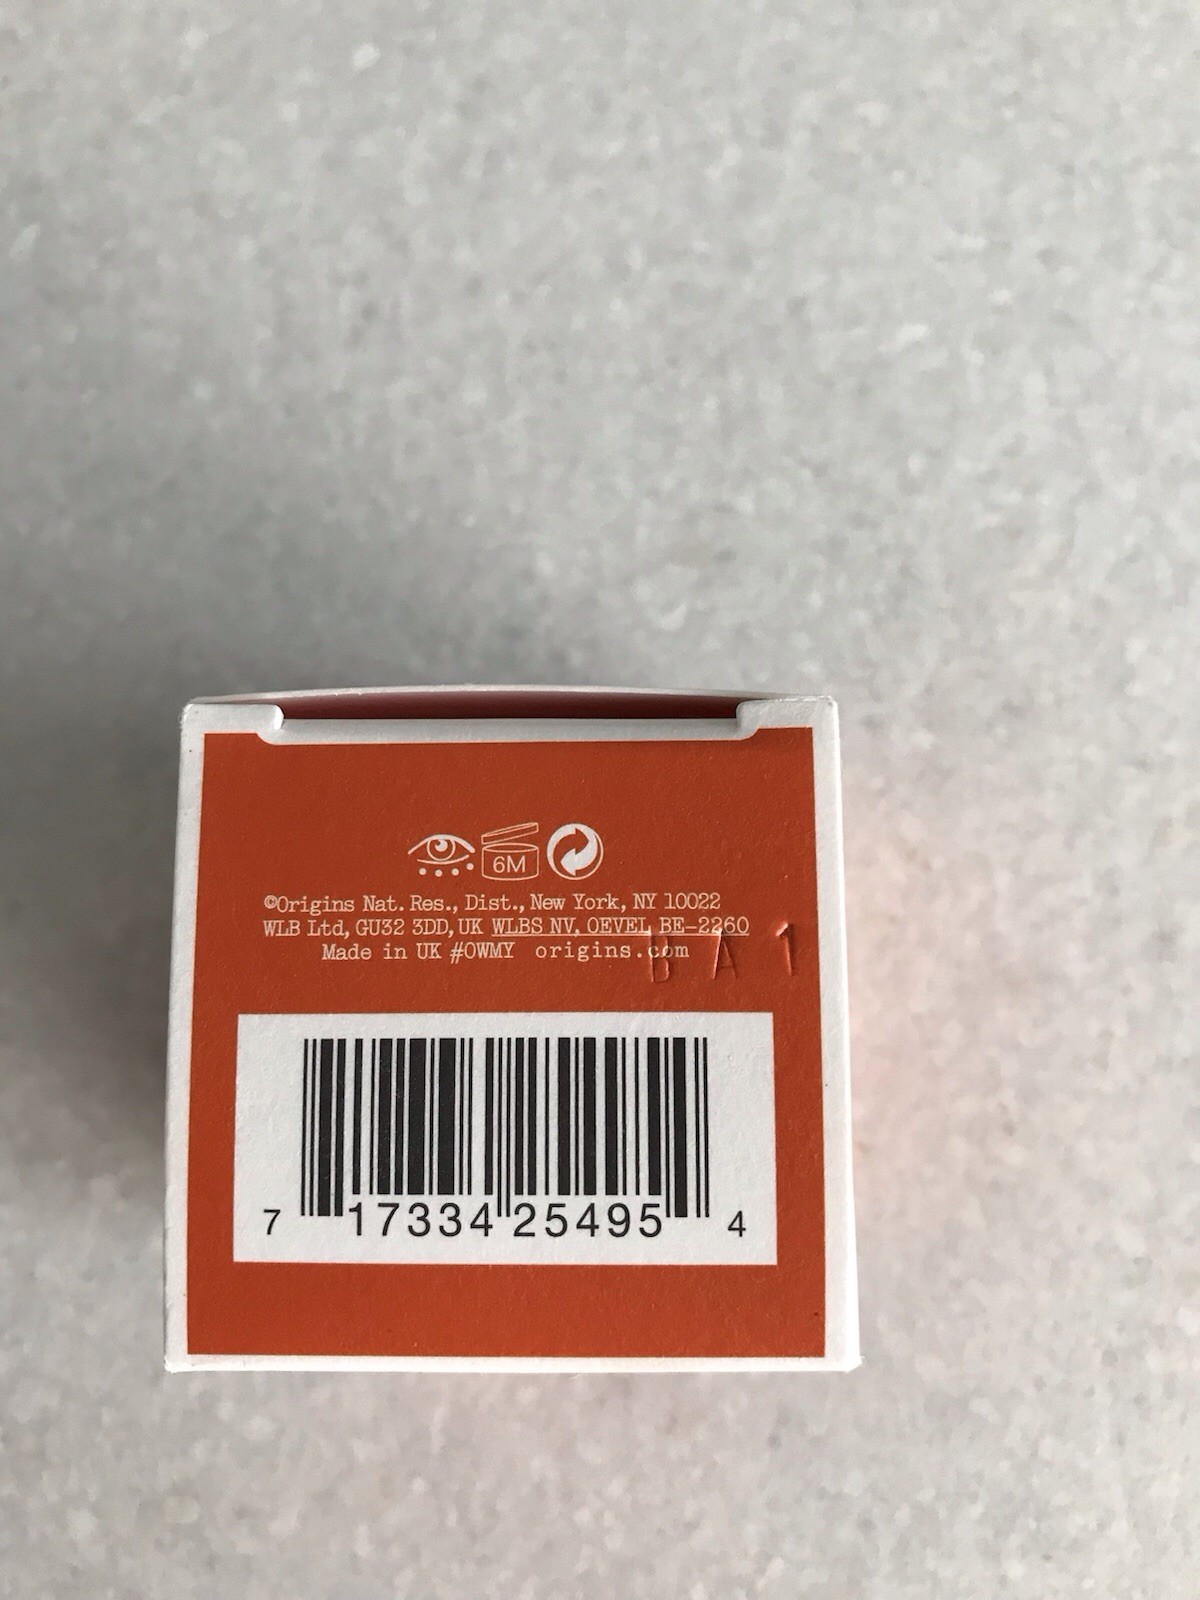 6M
©Origins Nat. Res., Dist., New York, NY 10022
WLB Ltd, GU32 3DD, UK WLBS NV, OEVEL BE-2260
Made in UK #OWMY origins.com
BA1
7 17334 25495 4